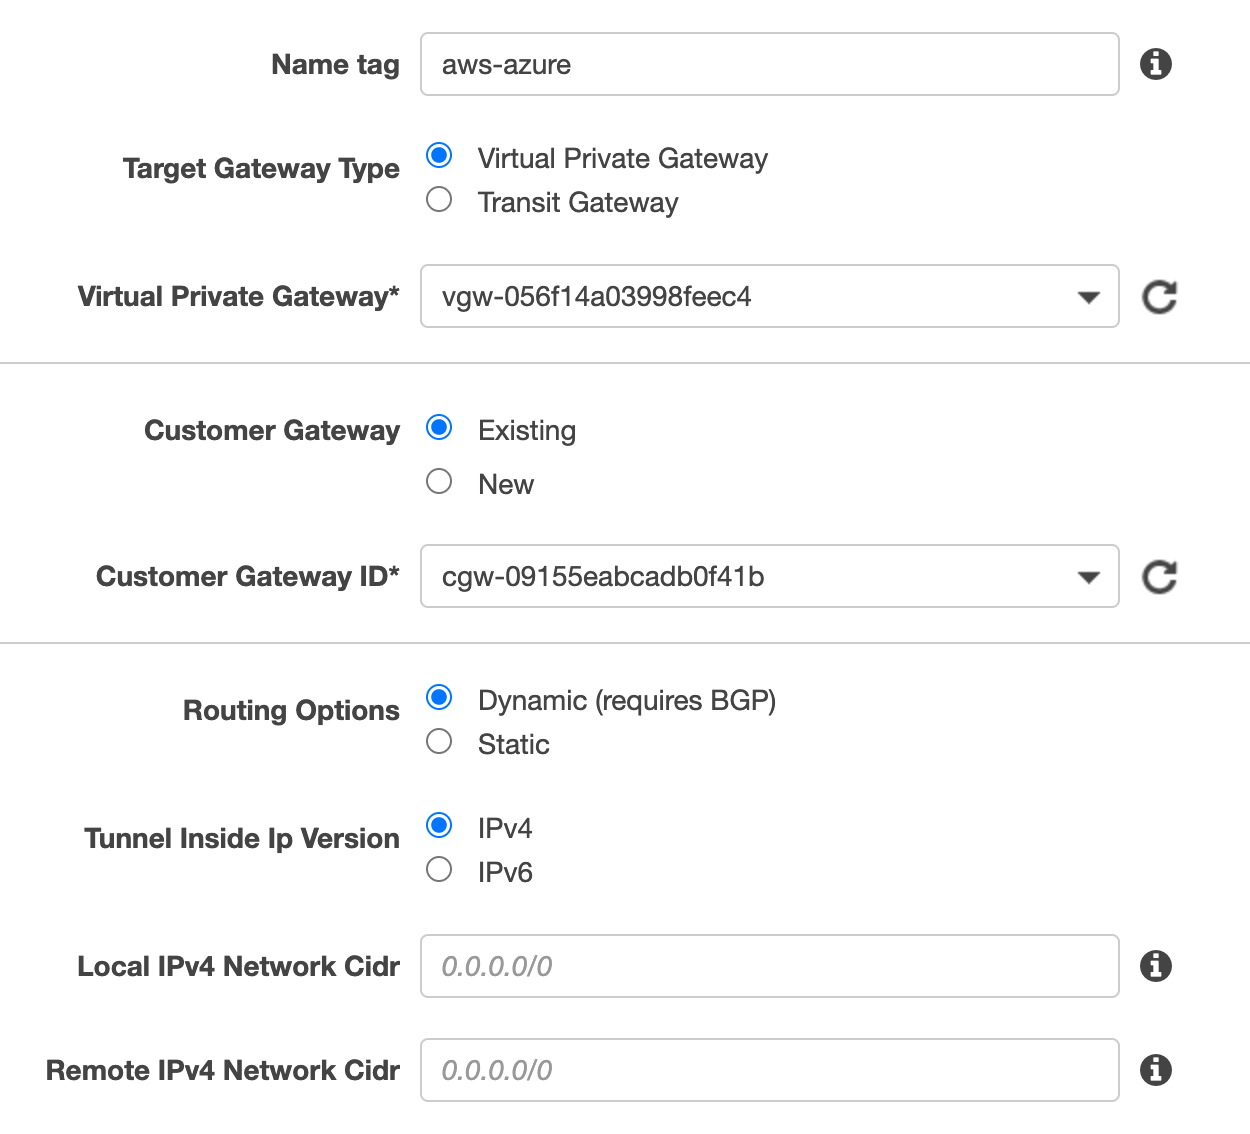 Name tag aws-azure
Target Gateway Type
Virtual Private Gateway
Transit Gateway
Virtual Private Gateway* vgw-056f14a03998feec4
Customer Gateway
Existing
New
Customer Gateway ID* cgw-09155eabcadb0f41b
Routing Options
Dynamic (requires BGP)
Static
Tunnel Inside Ip Version
IPv4
IPv6
Local IPv4 Network Cidr 0.0.0.0/0
Remote IPv4 Network Cidr 0.0.0.0/0